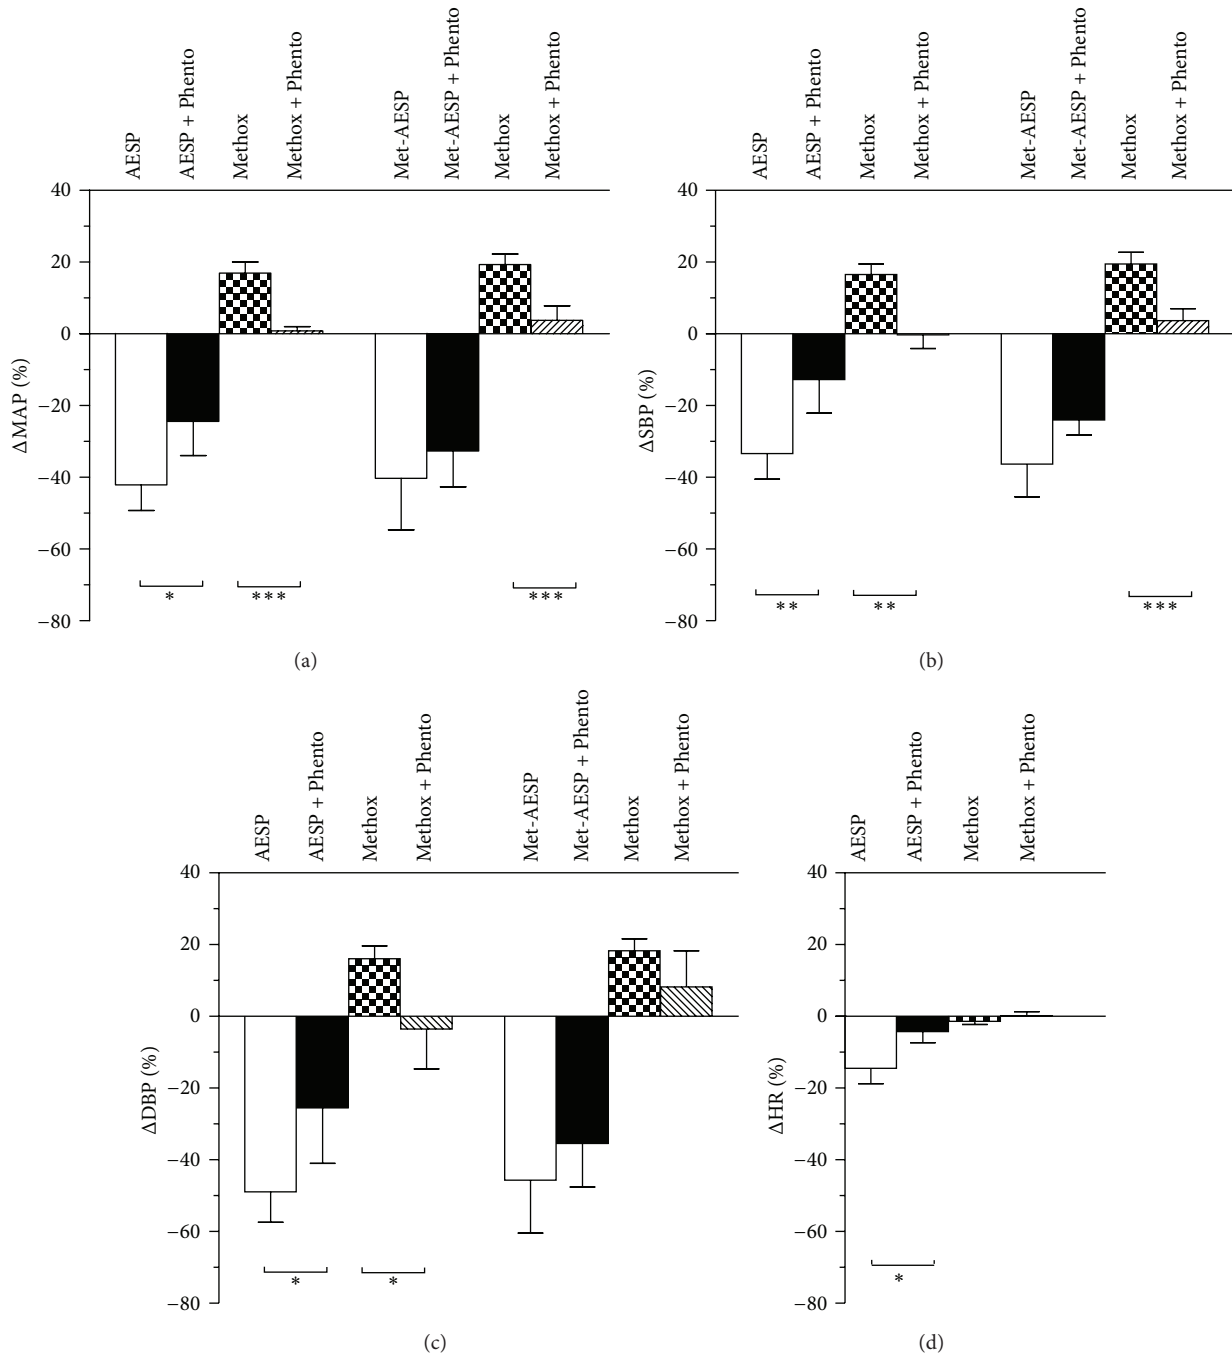 AESP
AESP + Phento
Methox
Methox + Phento
Met-AESP
Met-AESP + Phento
Methox
Methox + Phento
40
20
0
−20
−40
−60
−80
ΔMAP (%)
*
***
***
(a)
AESP
AESP + Phento
Methox
Methox + Phento
Met-AESP
Met-AESP + Phento
Methox
Methox + Phento
40
20
0
−20
−40
−60
−80
ΔSBP (%)
**
**
***
(b)
AESP
AESP + Phento
Methox
Methox + Phento
Met-AESP
Met-AESP + Phento
Methox
Methox + Phento
40
20
0
−20
−40
−60
−80
ΔDBP (%)
*
*
(c)
AESP
AESP + Phento
Methox
Methox + Phento
40
20
0
−20
−40
−60
−80
ΔHR (%)
*
(d)